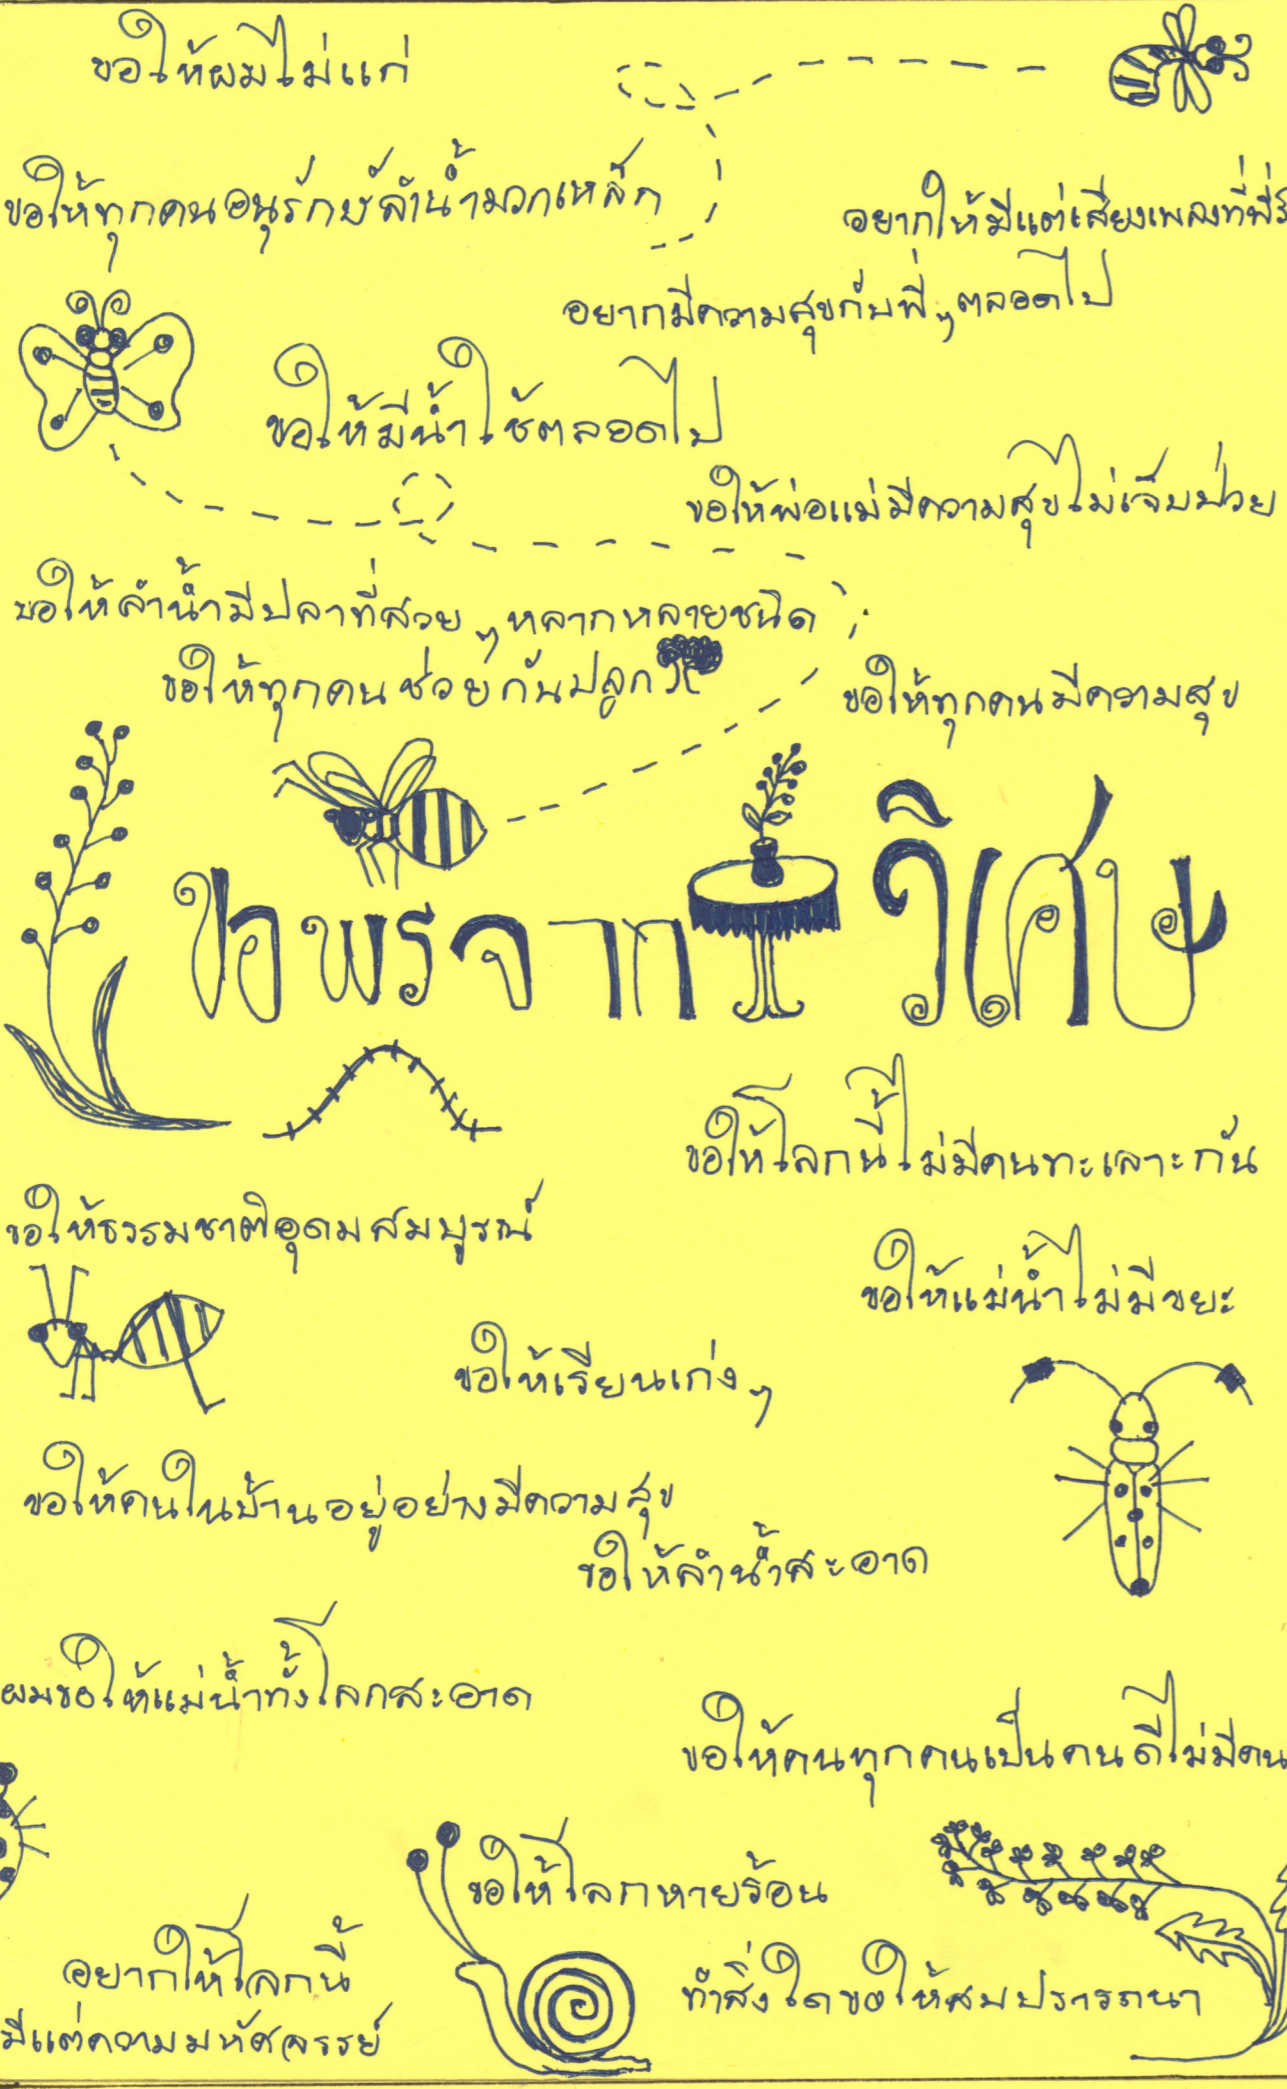 ขอให้ผมไม่แก่
ขอให้ทุกคนอนุรักษ์ลำน้ำมวกเหล็ก
อยากให้มีแต่เสียงเพลงที่
อยากมีความสุขกับพี่ๆตลอดไป
ขอให้มีน้ำใช้ตลอดไป
ขอให้พ่อแม่มีความสุขไม่เจ็บป่วย
ขอให้ลำน้ำมีปลาที่สวยๆหลากหลายชนิด
ขอให้ทุกคนช่วยกันปลูก
ขอให้ทุกคนมีความสุข
ขอพรจาก วิเศษ
ขอให้โลกนี้ไม่มีคนทะเลาะกัน
ขอให้ธรรมชาติอุดมสมบูรณ์
ขอให้แม่น้ำไม่มีขยะ
ขอให้เรียนเก่งๆ
ขอให้คนในบ้านอยู่อย่างมีความสุข
ขอให้ลำน้ำสะอาด
ผมขอให้แม่น้ำทั้งโลกสะอาด
ขอให้คนทุกคนเป็นคนดีไม่มีคน
ขอให้โลกหายร้อน
อยากให้โลกนี้
มีแต่ความมหัศจรรย์
ทำสิ่งใดขอให้สมปรารถนา